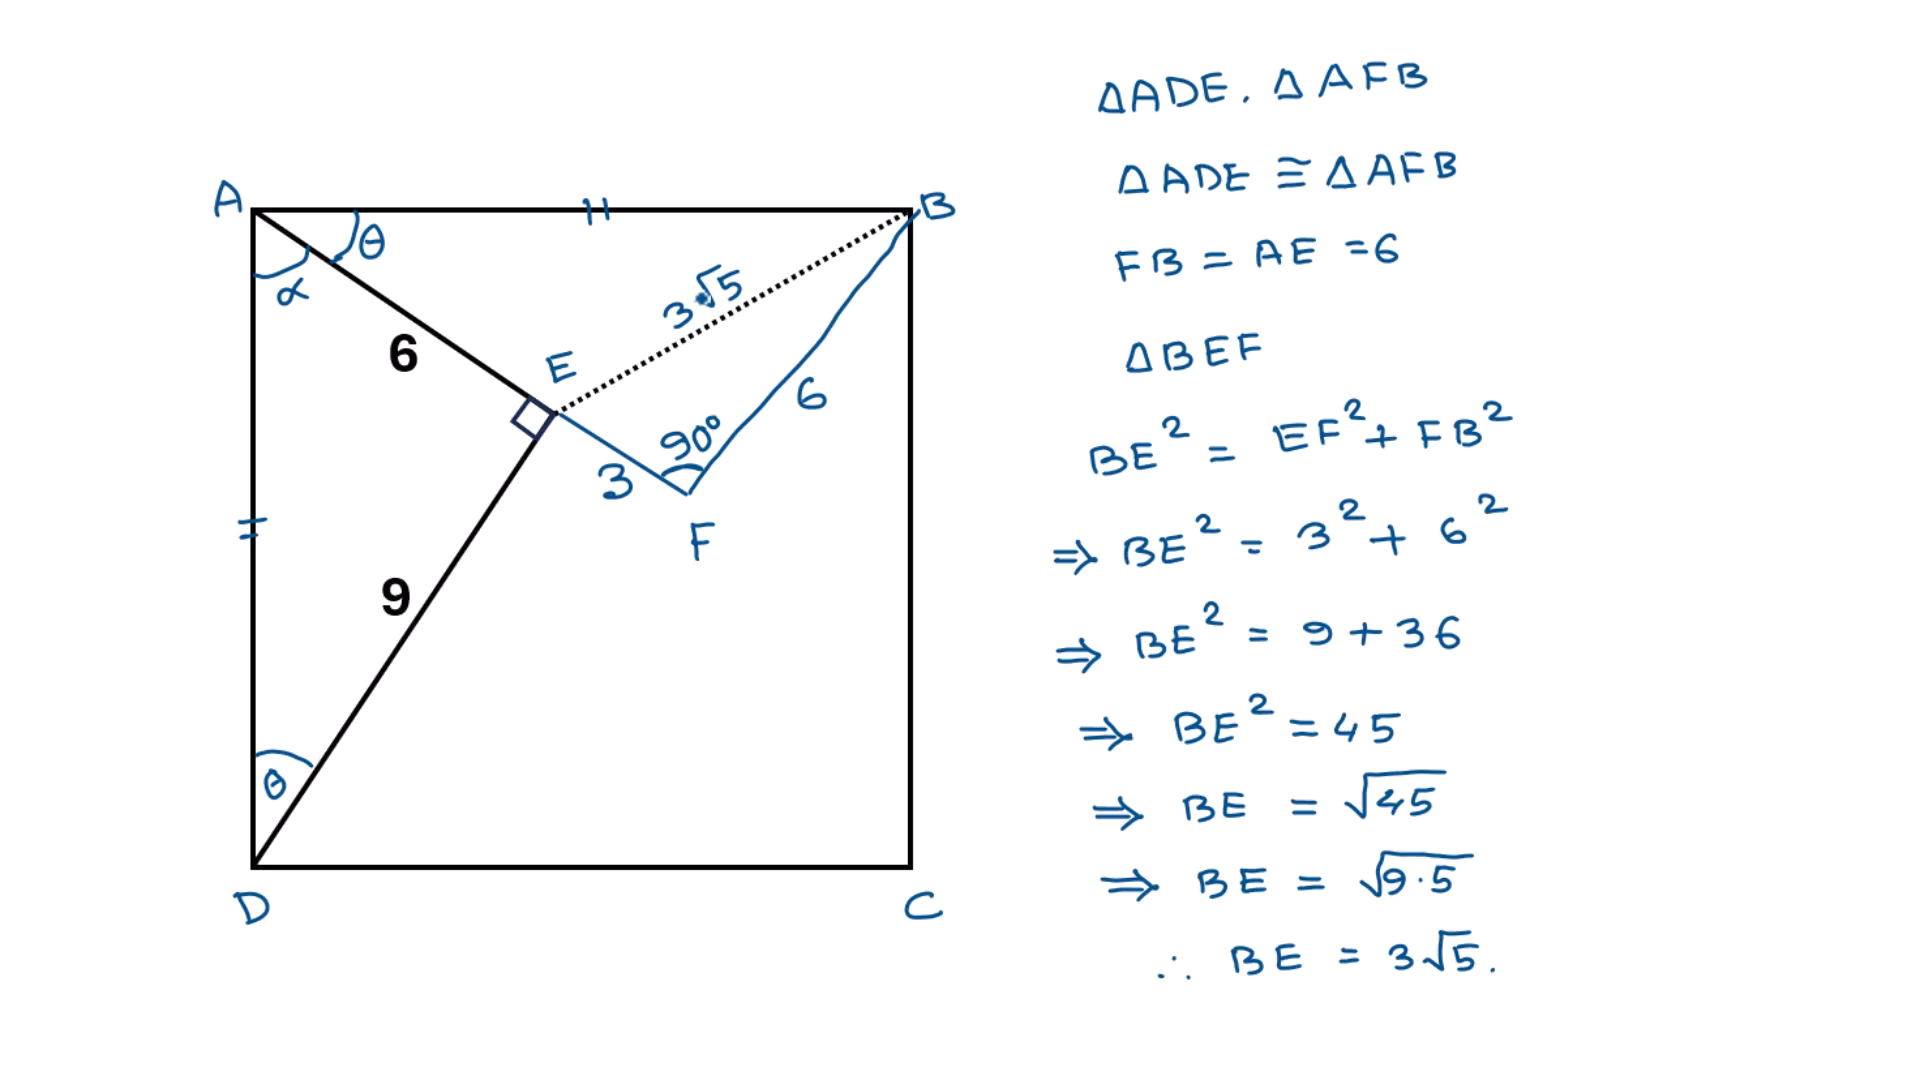 A
B
θ
α
6
3√5
E
6
90°
3
F
9
θ
D
C
ΔADE. ΔAFB
ΔADE ≅ ΔAFB
FB = AE = 6
ΔBEF
BE² = EF² + FB²
⇒ BE² = 3² + 6²
⇒ BE² = 9 + 36
⇒ BE² = 45
⇒ BE = √45
⇒ BE = √9·5
∴ BE = 3√5.